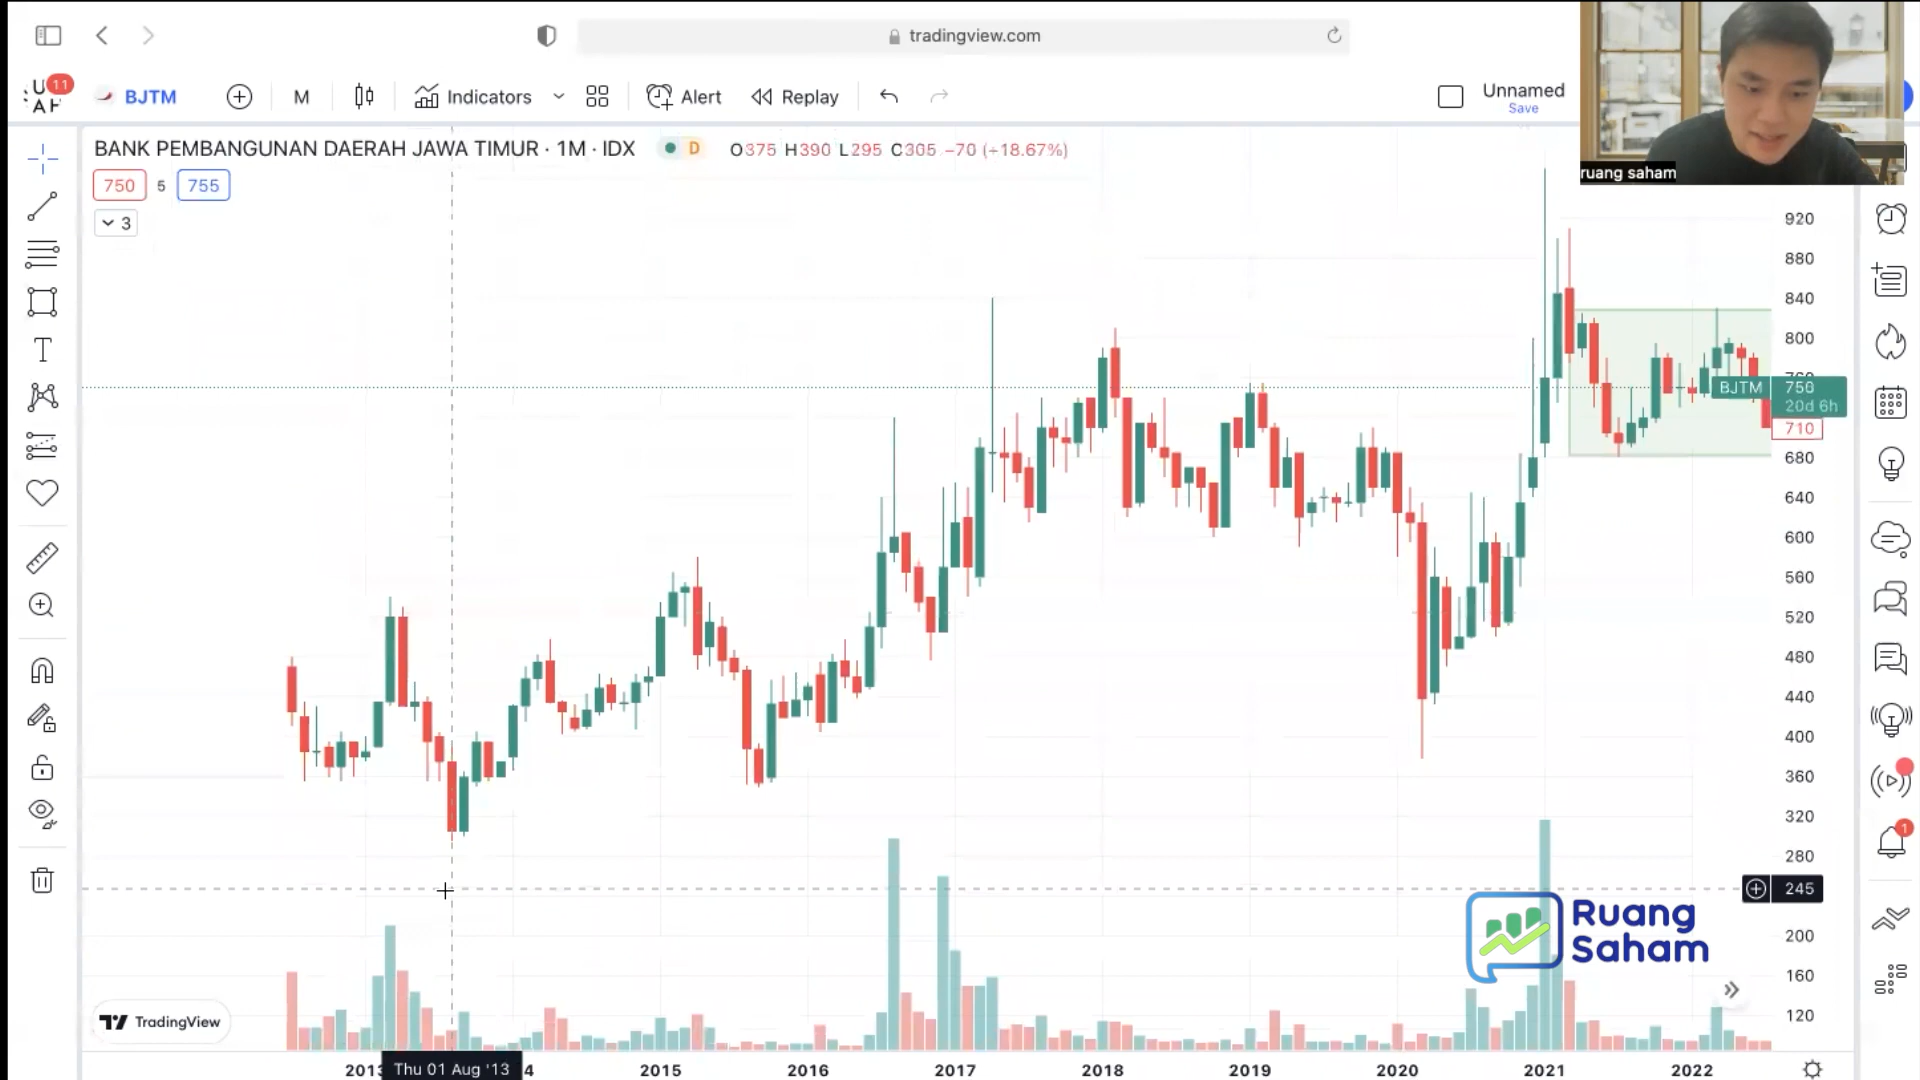 tradingview.com
11
BJTM
M
Indicators
Alert
Replay
Unnamed
Save
BANK PEMBANGUNAN DAERAH JAWA TIMUR · 1M · IDX
D
O375 H390 L295 C305 −70 (+18.67%)
750 5 755
3
ruang saham
920
880
840
800
BJTM 750
20d 6h
710
680
640
600
560
520
480
440
400
360
320
280
245
200
160
120
1
Ruang
Saham
TradingView
Thu 01 Aug '13
2015
2016
2017
2018
2019
2020
2021
2022